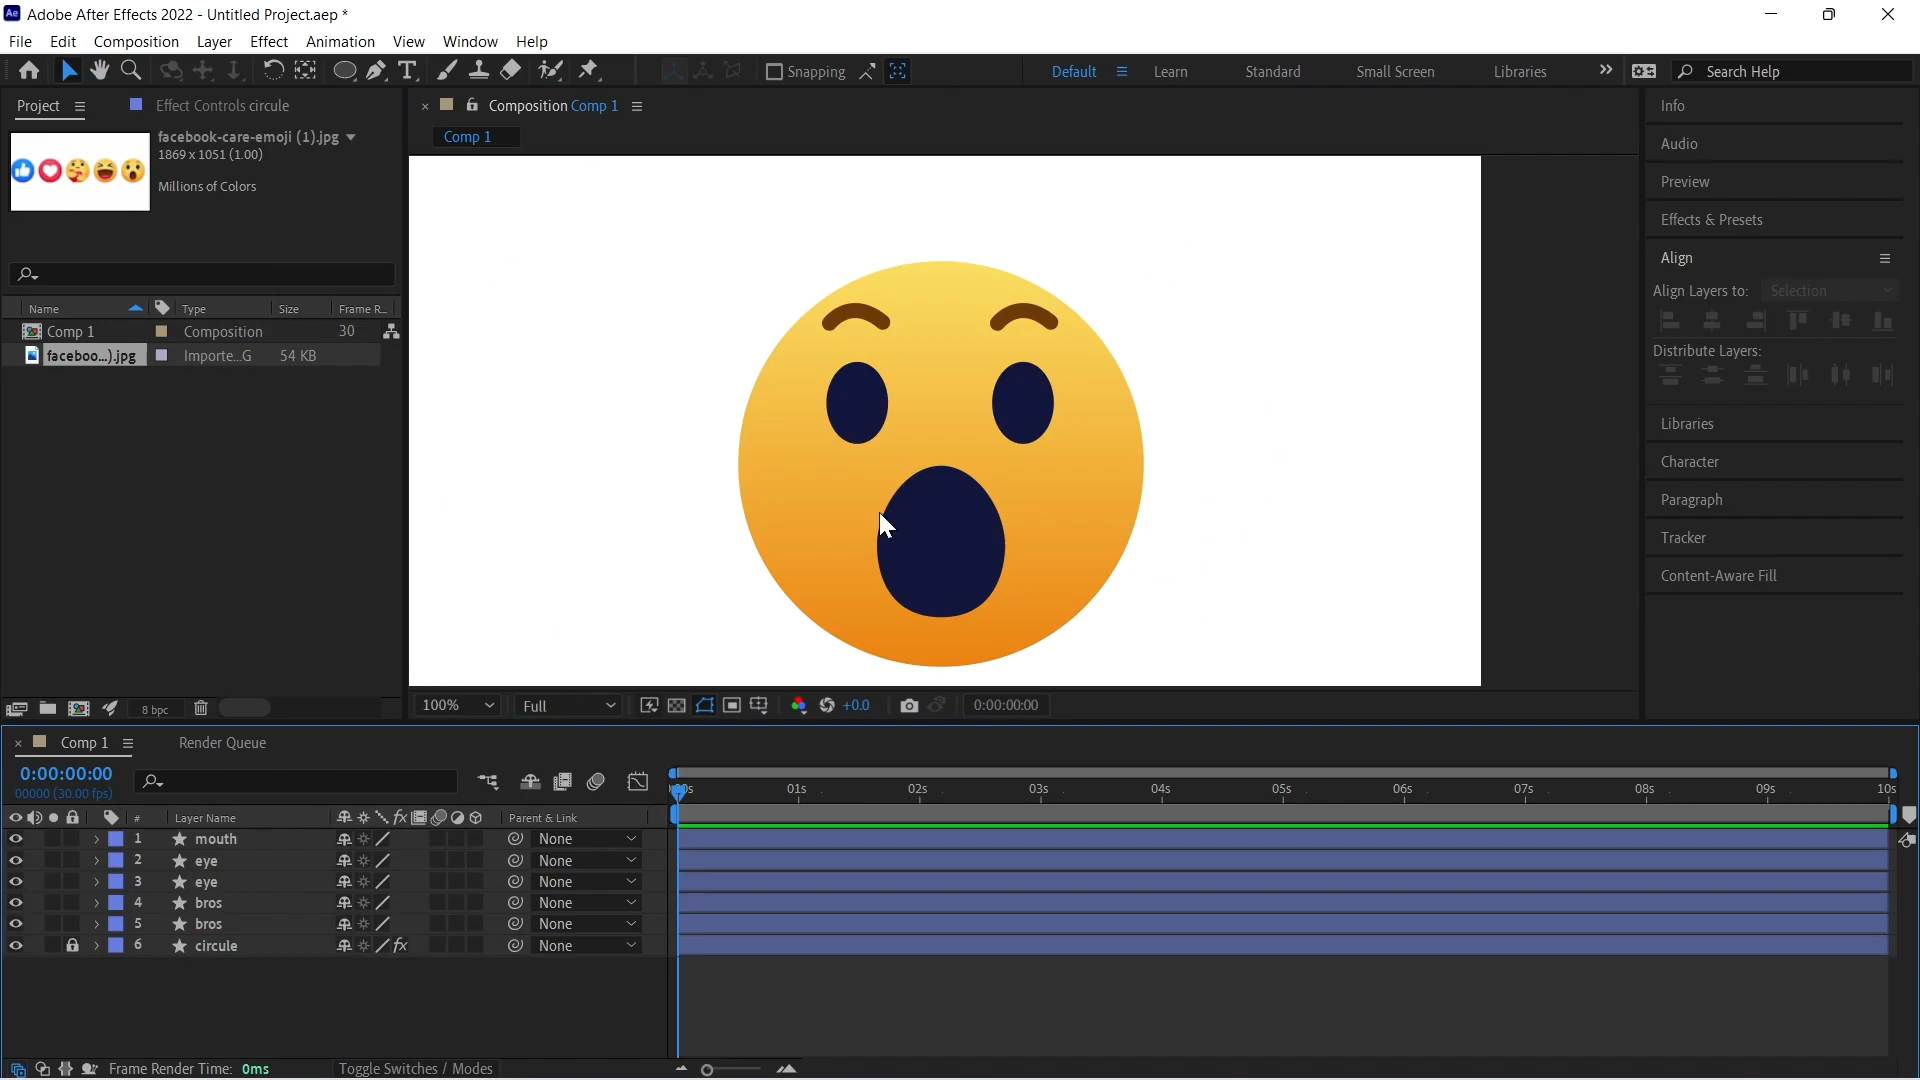 Ae Adobe After Effects 2022 - Untitled Project.aep *
File Edit Composition Layer Effect Animation View Window Help
Snapping Default Learn Standard Small Screen Libraries Search Help
Project Effect Controls circule
facebook-care-emoji (1).jpg
1869 x 1051 (1.00)
Millions of Colors
Name Type Size Frame R...
Comp 1 Composition 30
faceboo...).jpg Importe...G 54 KB
8 bpc
Composition Comp 1
Comp 1
100% Full +0.0 0:00:00:00
Info
Audio
Preview
Effects & Presets
Align
Align Layers to: Selection
Distribute Layers:
Libraries
Character
Paragraph
Tracker
Content-Aware Fill
Comp 1 Render Queue
0:00:00:00
00000 (30.00 fps)
01s 02s 03s 04s 05s 06s 07s 08s 09s 10s
# Layer Name fx Parent & Link
1 mouth None
2 eye None
3 eye None
4 bros None
5 bros None
6 circule fx None
Frame Render Time: 0ms Toggle Switches / Modes